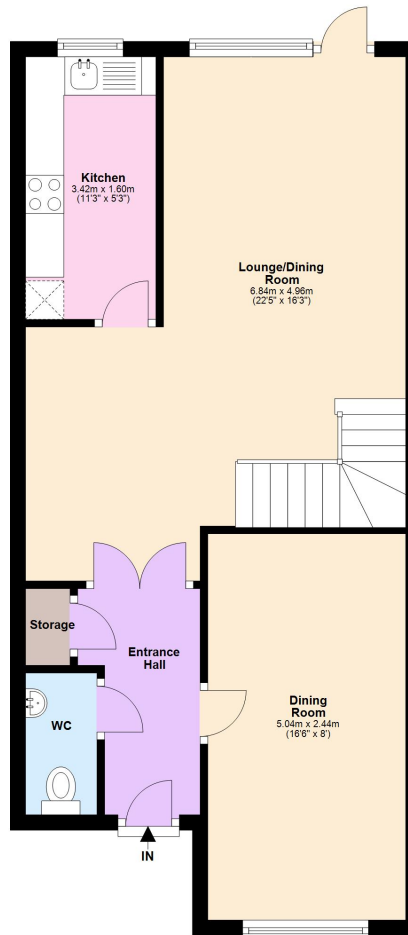 Kitchen
3.42m x 1.60m
(11'3" x 5'3")
Lounge/Dining
Room
6.84m x 4.96m
(22'5" x 16'3")
Storage
Entrance
Hall
WC
Dining
Room
5.04m x 2.44m
(16'6" x 8')
IN